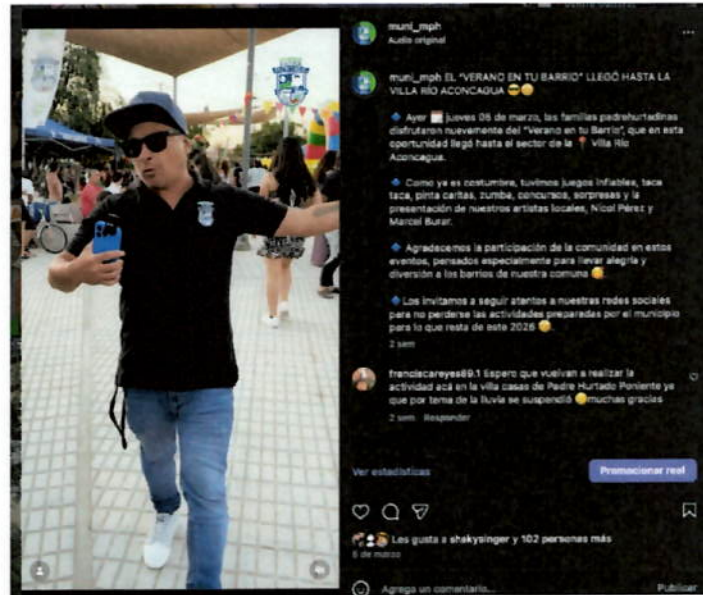 muni_mph
Audio original
muni_mph EL "VERANO EN TU BARRIO" LLEGÓ HASTA LA
VILLA RÍO ACONCAGUA 😎😊
🔹 Ayer 📅 jueves 05 de marzo, las familias padrehurtadinas
disfrutaron nuevamente del "Verano en tu Barrio", que en esta
oportunidad llegó hasta el sector de la 📍 Villa Río
Aconcagua.
🔹 Como ya es costumbre, tuvimos juegos inflables, taca
taca, pinta caritas, zumba, concursos, sorpresas y la
presentación de nuestros artistas locales, Nicol Pérez y
Marcel Burar.
🔹 Agradecemos la participación de la comunidad en estos
eventos, pensados especialmente para llevar alegría y
diversión a los barrios de nuestra comuna
🔹Los invitamos a seguir atentos a nuestras redes sociales
para no perderse las actividades preparadas por el municipio
para lo que resta de este 2026
2 sem
franciscareyes89.1 Espero que vuelvan a realizar la
actividad acá en la villa casas de Padre Hurtado Poniente ya
que por tema de la lluvia se suspendió muchas gracias
2 sem Responder
Ver estadísticas
Promocionar reel
Les gusta a shakysinger y 102 personas más
6 de marzo
Agrega un comentario...
Publicar